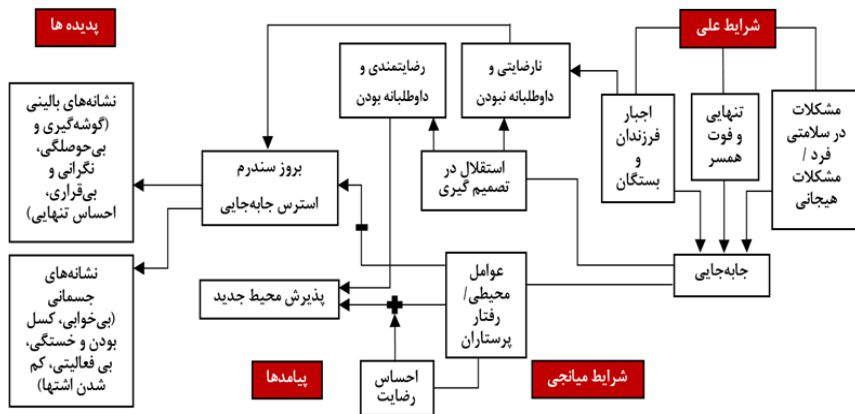 شرایط علی
پدیده ها
مشکلات
در سلامتی
فرد /
مشکلات
هیجانی
تنهایی
و فوت
همسر
اجبار
فرزندان
و
بستگان
نارضایتی و
داوطلبانه نبودن
رضایتمندی و
داوطلبانه بودن
نشانه‌های بالینی
(گوشه‌گیری و
بی‌حوصلگی،
نگرانی و
بی‌قراری،
احساس تنهایی)
استقلال در
تصمیم گیری
بروز سندرم
استرس جابه‌جایی
جابه‌جایی
عوامل
محیطی/
رفتار
پرستاران
پذیرش محیط جدید
نشانه‌های
جسمانی
(بی‌خوابی، کسل
بودن و خستگی،
بی فعالیتی، کم
شدن اشتها)
شرایط میانجی
احساس
رضایت
پیامدها